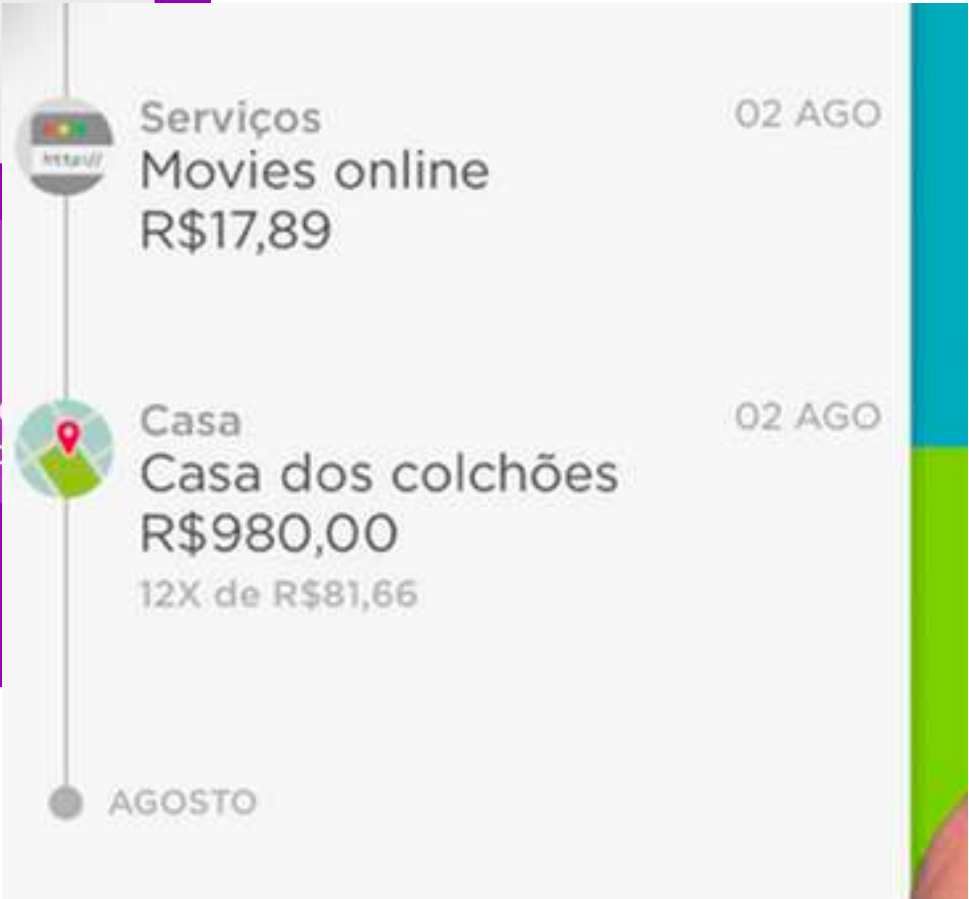 Serviços
02 AGO
Movies online
R$17,89
http://
Casa
02 AGO
Casa dos colchões
R$980,00
12X de R$81,66
AGOSTO